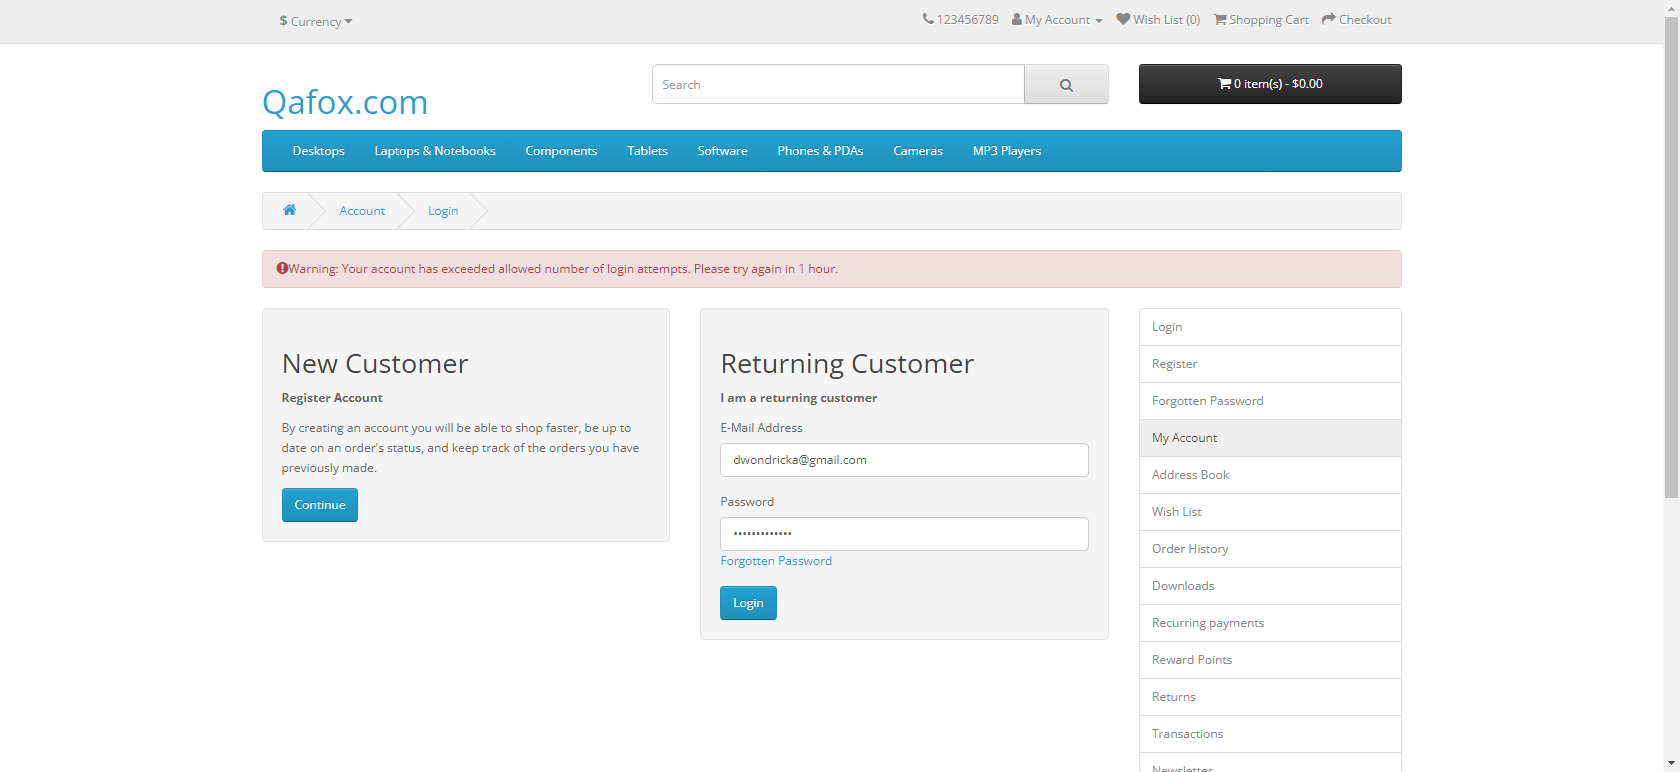 $ Currency
123456789 My Account Wish List (0) Shopping Cart Checkout
Qafox.com
Search
0 item(s) - $0.00
Desktops Laptops & Notebooks Components Tablets Software Phones & PDAs Cameras MP3 Players
Account Login
Warning: Your account has exceeded allowed number of login attempts. Please try again in 1 hour.
New Customer
Register Account
By creating an account you will be able to shop faster, be up to
date on an order's status, and keep track of the orders you have
previously made.
Continue
Returning Customer
I am a returning customer
E-Mail Address
dwondricka@gmail.com
Password
•••••••••••••
Forgotten Password
Login
Login
Register
Forgotten Password
My Account
Address Book
Wish List
Order History
Downloads
Recurring payments
Reward Points
Returns
Transactions
Newsletter